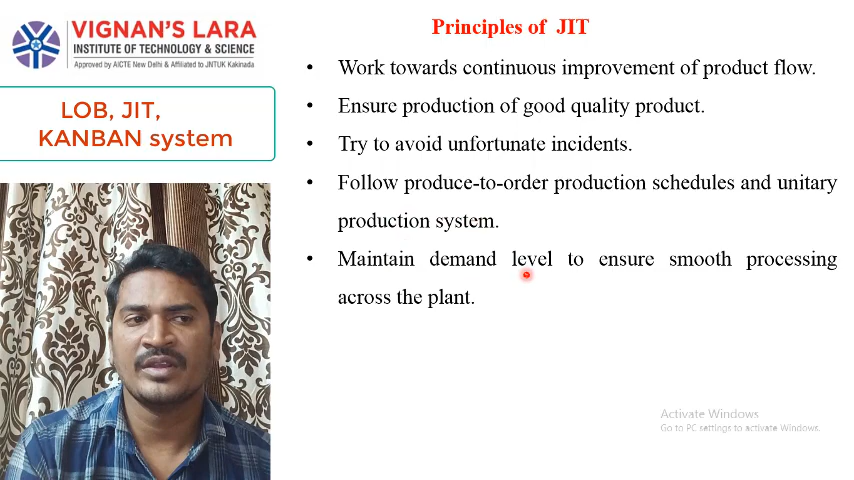 VIGNAN'S LARA
INSTITUTE OF TECHNOLOGY & SCIENCE
Approved by AICTE New Delhi & Affiliated to JNTUK Kakinada
LOB, JIT,
KANBAN system
Principles of JIT
• Work towards continuous improvement of product flow.
• Ensure production of good quality product.
• Try to avoid unfortunate incidents.
• Follow produce-to-order production schedules and unitary
production system.
• Maintain demand level to ensure smooth processing
across the plant.
Activate Windows
Go to PC settings to activate Windows.